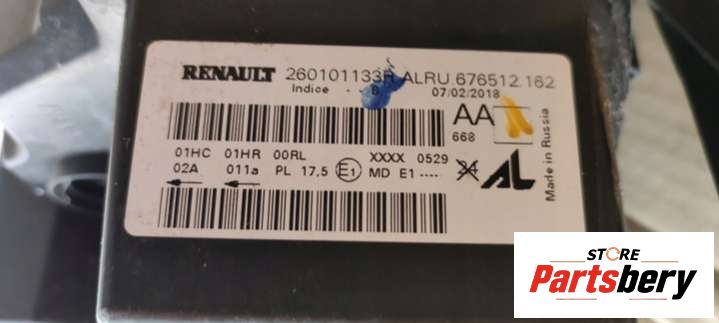 RENAULT 260101133R ALRU.676512.162
Indice - B 07/02/2018
AA
668
01HC 01HR 00RL XXXX 0529
02A 011a PL 17,5 E1 MD E1 ---- 24 AL
Made in Russia
STORE
Partsbery